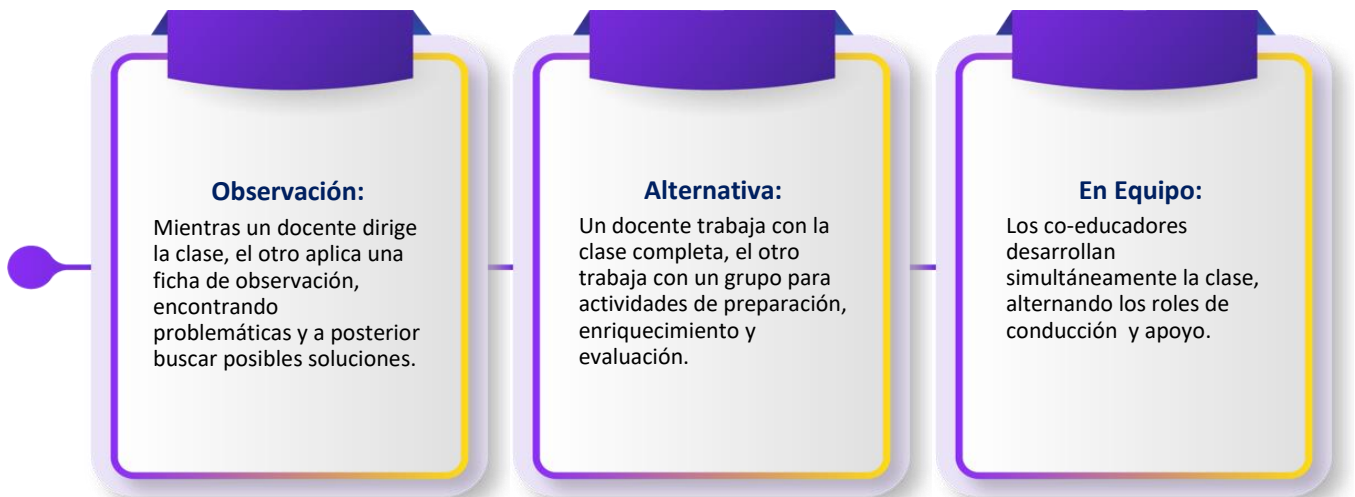 Observación:
Mientras un docente dirige
la clase, el otro aplica una
ficha de observación,
encontrando
problemáticas y a posterior
buscar posibles soluciones.
Alternativa:
Un docente trabaja con la
clase completa, el otro
trabaja con un grupo para
actividades de preparación,
enriquecimiento y
evaluación.
En Equipo:
Los co-educadores
desarrollan
simultáneamente la clase,
alternando los roles de
conducción  y apoyo.